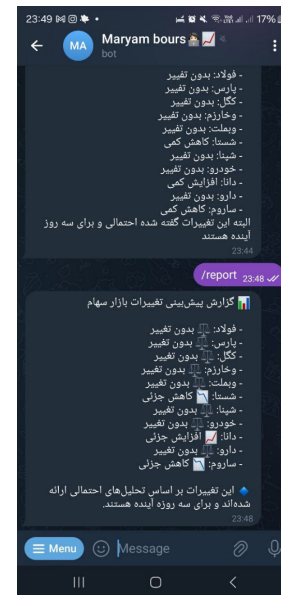 23:49
17%
MA
Maryam bours
bot
- فولاد: بدون تغییر
- پارس: بدون تغییر
- کگل: بدون تغییر
- وخارزم: بدون تغییر
- وبملت: بدون تغییر
- شستا: کاهش کمی
- شپنا: بدون تغییر
- خودرو: بدون تغییر
- دانا: افزایش کمی
- دارو: بدون تغییر
- ساروم: کاهش کمی
البته این تغییرات گفته شده احتمالی و برای سه روز
آینده هستند
23:44
/report 23:48
📊 گزارش پیش‌بینی تغییرات بازار سهام
- فولاد: ⚖️ بدون تغییر
- پارس: ⚖️ بدون تغییر
- کگل: ⚖️ بدون تغییر
- وخارزم: ⚖️ بدون تغییر
- وبملت: ⚖️ بدون تغییر
- شستا: 📉 کاهش جزئی
- شپنا: ⚖️ بدون تغییر
- خودرو: ⚖️ بدون تغییر
- دانا: 📈 افزایش جزئی
- دارو: ⚖️ بدون تغییر
- ساروم: 📉 کاهش جزئی
🔹 این تغییرات بر اساس تحلیل‌های احتمالی ارائه
شده‌اند و برای سه روزه آینده هستند.
23:48
Menu
Message